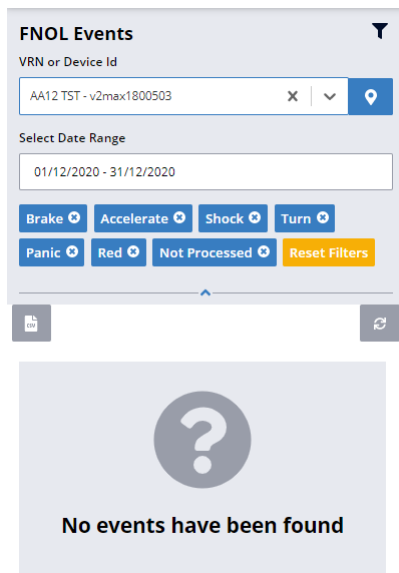 FNOL Events
VRN or Device Id
AA12 TST - v2max1800503
Select Date Range
01/12/2020 - 31/12/2020
Brake Accelerate Shock Turn
Panic Red Not Processed Reset Filters
CSV
?
No events have been found